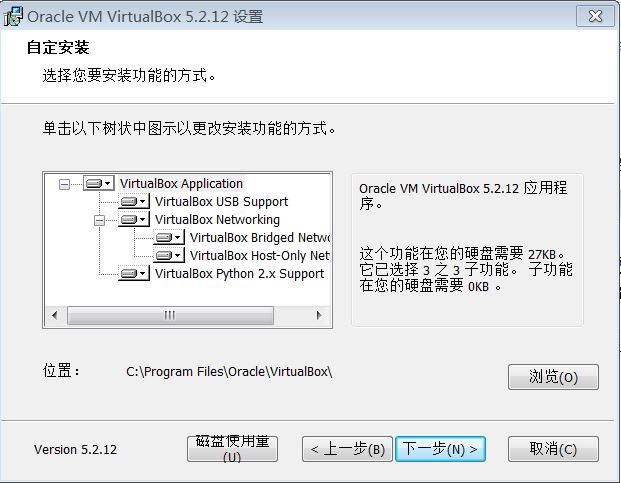 Oracle VM VirtualBox 5.2.12 设置
自定安装
选择您要安装功能的方式。
单击以下树状中图示以更改安装功能的方式。
VirtualBox Application
VirtualBox USB Support
VirtualBox Networking
VirtualBox Bridged Netwo
VirtualBox Host-Only Net
VirtualBox Python 2.x Support
Oracle VM VirtualBox 5.2.12 应用程
序。
这个功能在您的硬盘需要 27KB。
它已选择 3 之 3 子功能。 子功能
在您的硬盘需要 0KB 。
位置：
C:\Program Files\Oracle\VirtualBox\
浏览(O)
Version 5.2.12
磁盘使用量
(U)
< 上一步(B)
下一步(N) >
取消(C)